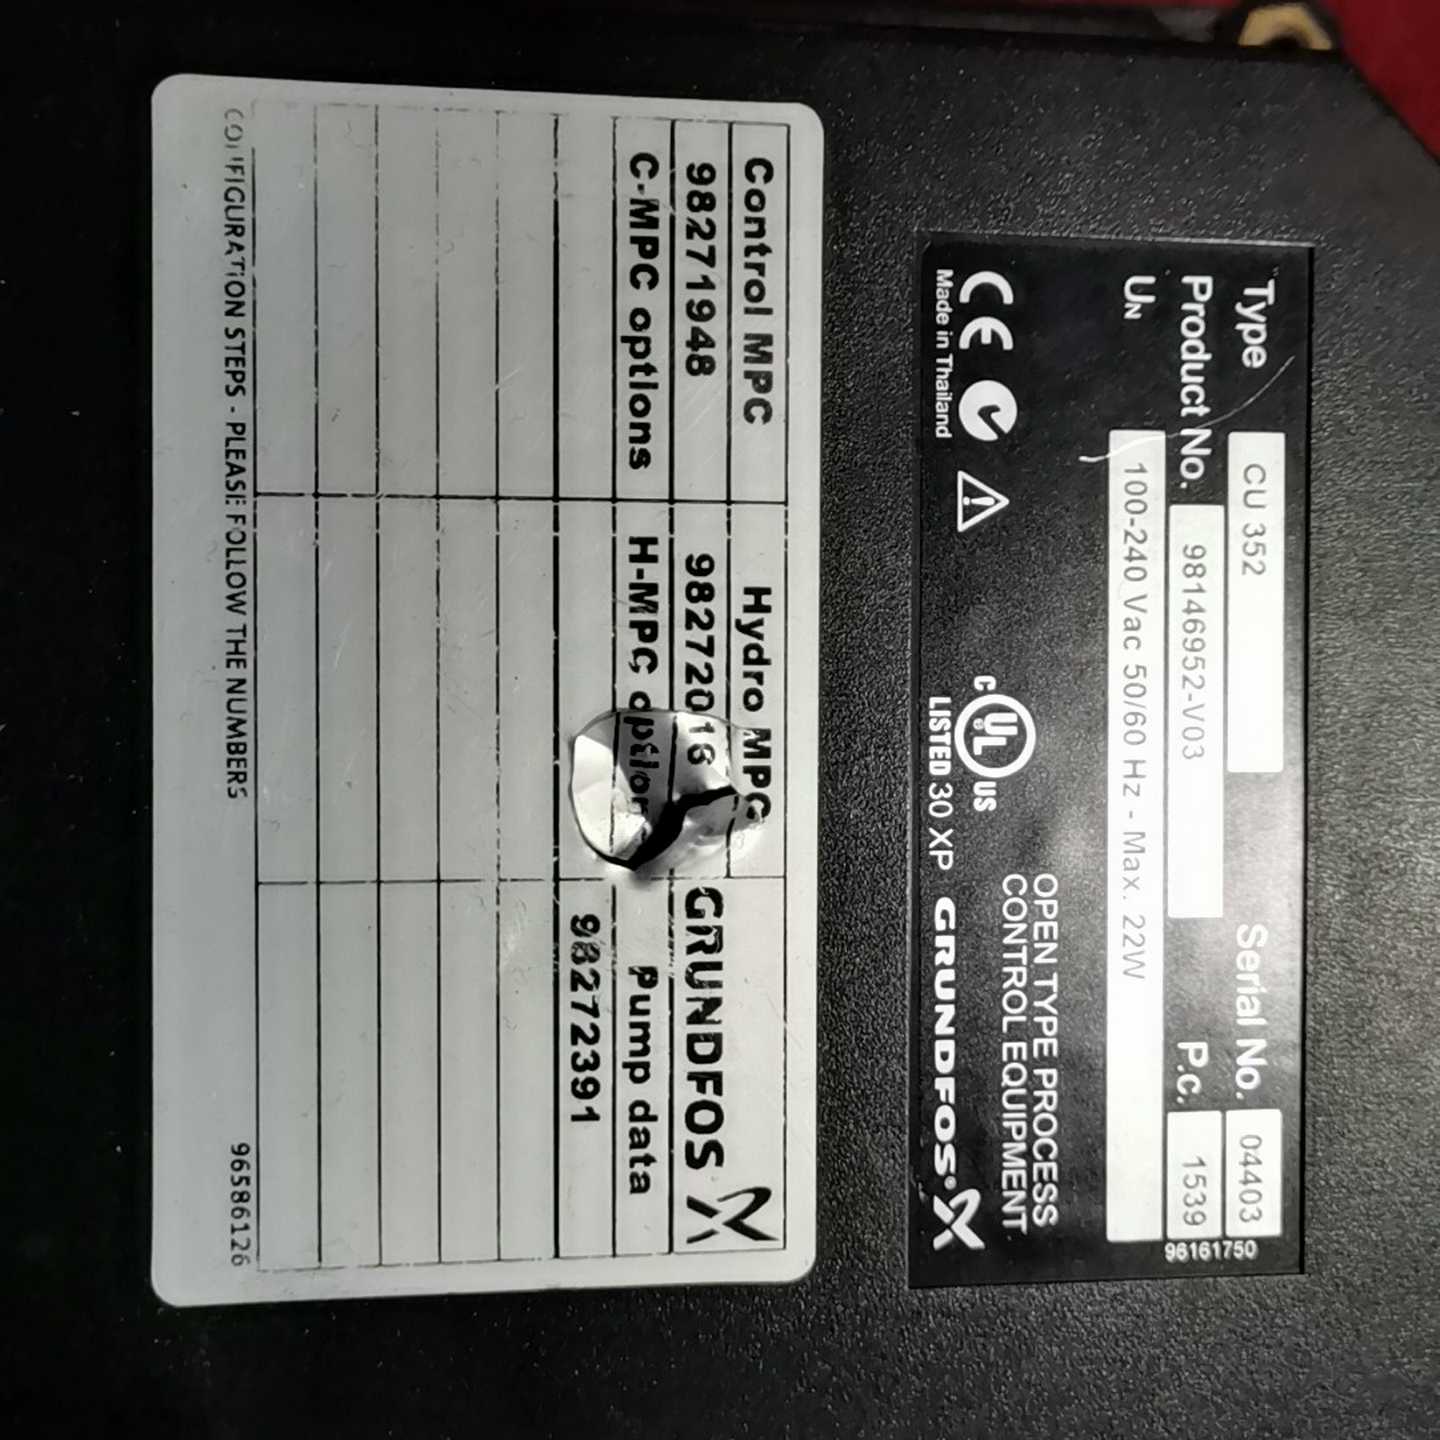 Type CU 352 Serial No. 04403
Product No. 98146952-V03 P.c. 1539
UN 100-240 Vac 50/60 Hz - Max. 22W
96161750
OPEN TYPE PROCESS
CONTROL EQUIPMENT
CE
C UL US
LISTED 30 XP
Made in Thailand
GRUNDFOS®
Control MPC Hydro MPC GRUNDFOS
98271948
C-MPC options H-MPC Pump data
98272391
CONFIGURATION STEPS - PLEASE FOLLOW THE NUMBERS 96586126